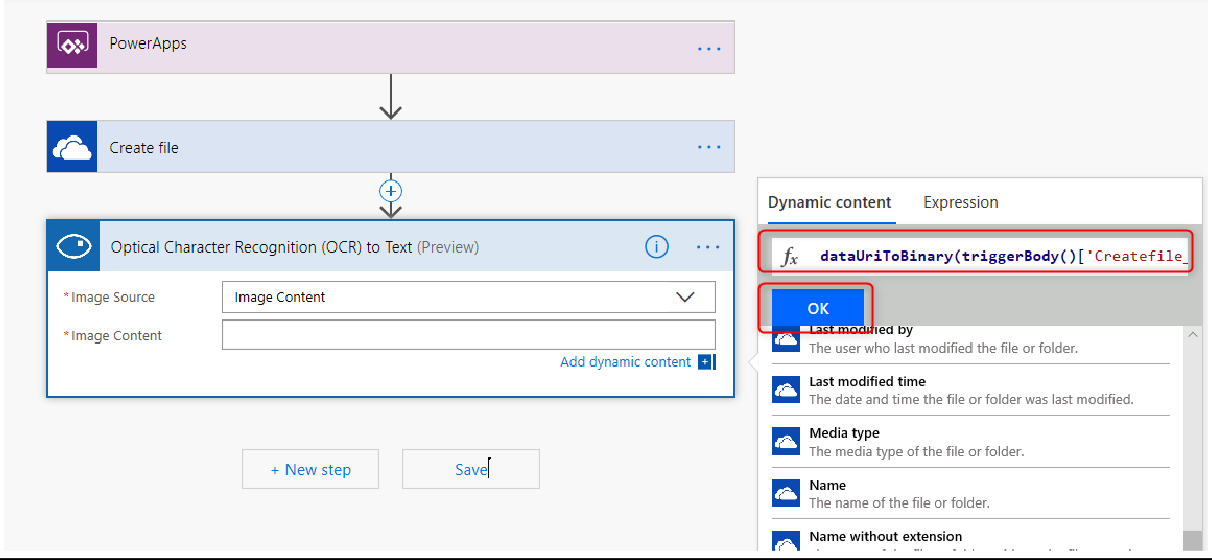 PowerApps
...
Create file
...
+
Optical Character Recognition (OCR) to Text (Preview)
i ...
* Image Source
Image Content
* Image Content
Add dynamic content +
+ New step
Save
Dynamic content
Expression
fx dataUriToBinary(triggerBody()['Createfile_
OK
Last modified by
The user who last modified the file or folder.
Last modified time
The date and time the file or folder was last modified.
Media type
The media type of the file or folder.
Name
The name of the file or folder.
Name without extension